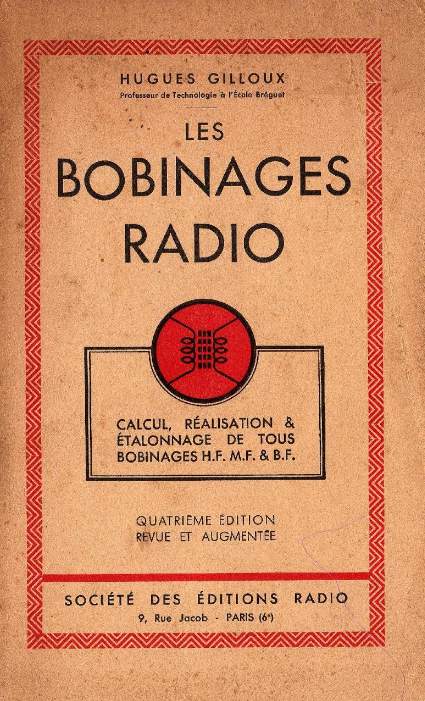 HUGUES GILLOUX
Professeur de Technologie à l'École Bréguet
LES
BOBINAGES
RADIO
CALCUL, RÉALISATION &
ÉTALONNAGE DE TOUS
BOBINAGES H.F. M.F. & B.F.
QUATRIÈME ÉDITION
REVUE ET AUGMENTÉE
SOCIÉTÉ DES ÉDITIONS RADIO
9, Rue Jacob - PARIS (6e)